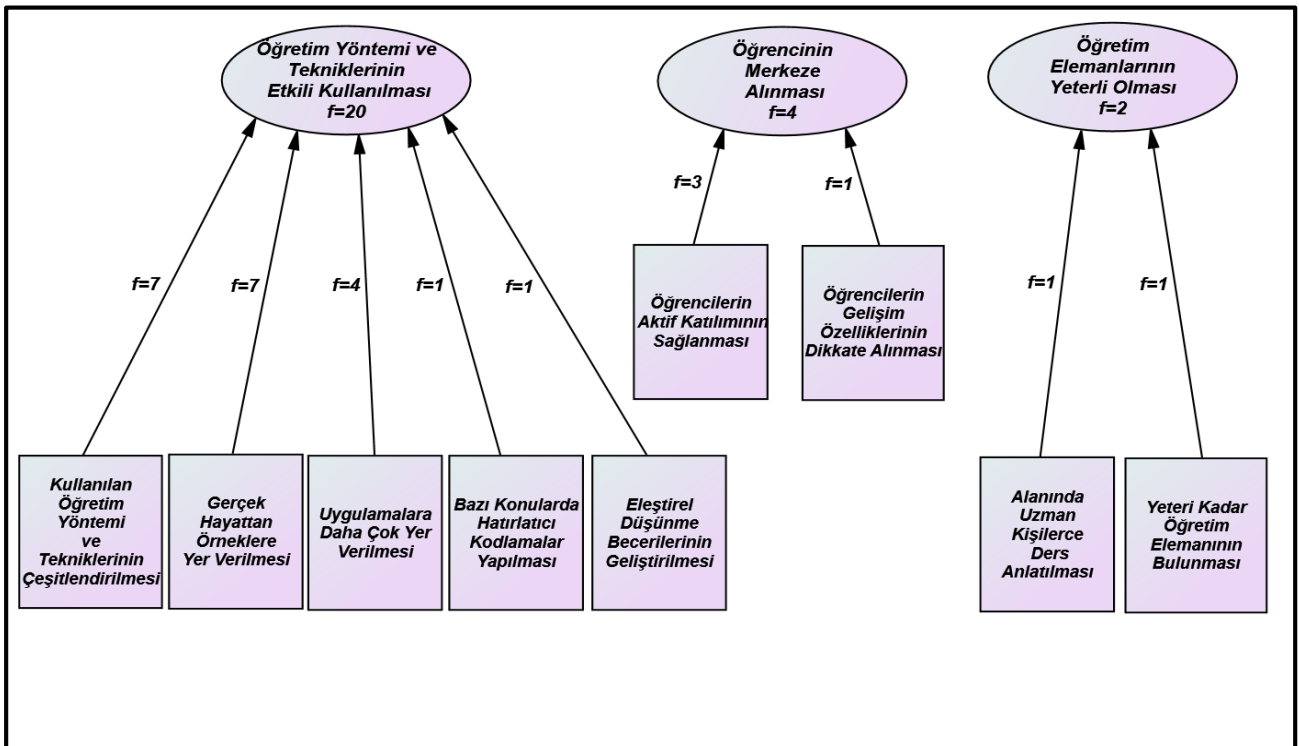 Öğretim Yöntemi ve
Tekniklerinin
Etkili Kullanılması
f=20
Öğrencinin
Merkeze
Alınması
f=4
Öğretim
Elemanlarının
Yeterli Olması
f=2
f=7
f=7
f=4
f=1
f=1
f=3
f=1
f=1
f=1
Öğrencilerin
Aktif Katılımının
Sağlanması
Öğrencilerin
Gelişim
Özelliklerinin
Dikkate Alınması
Kullanılan
Öğretim
Yöntemi
ve
Tekniklerinin
Çeşitlendirilmesi
Gerçek
Hayattan
Örneklere
Yer Verilmesi
Uygulamalara
Daha Çok Yer
Verilmesi
Bazı Konularda
Hatırlatıcı
Kodlamalar
Yapılması
Eleştirel
Düşünme
Becerilerinin
Geliştirilmesi
Alanında
Uzman
Kişilerce
Ders
Anlatılması
Yeteri Kadar
Öğretim
Elemanının
Bulunması